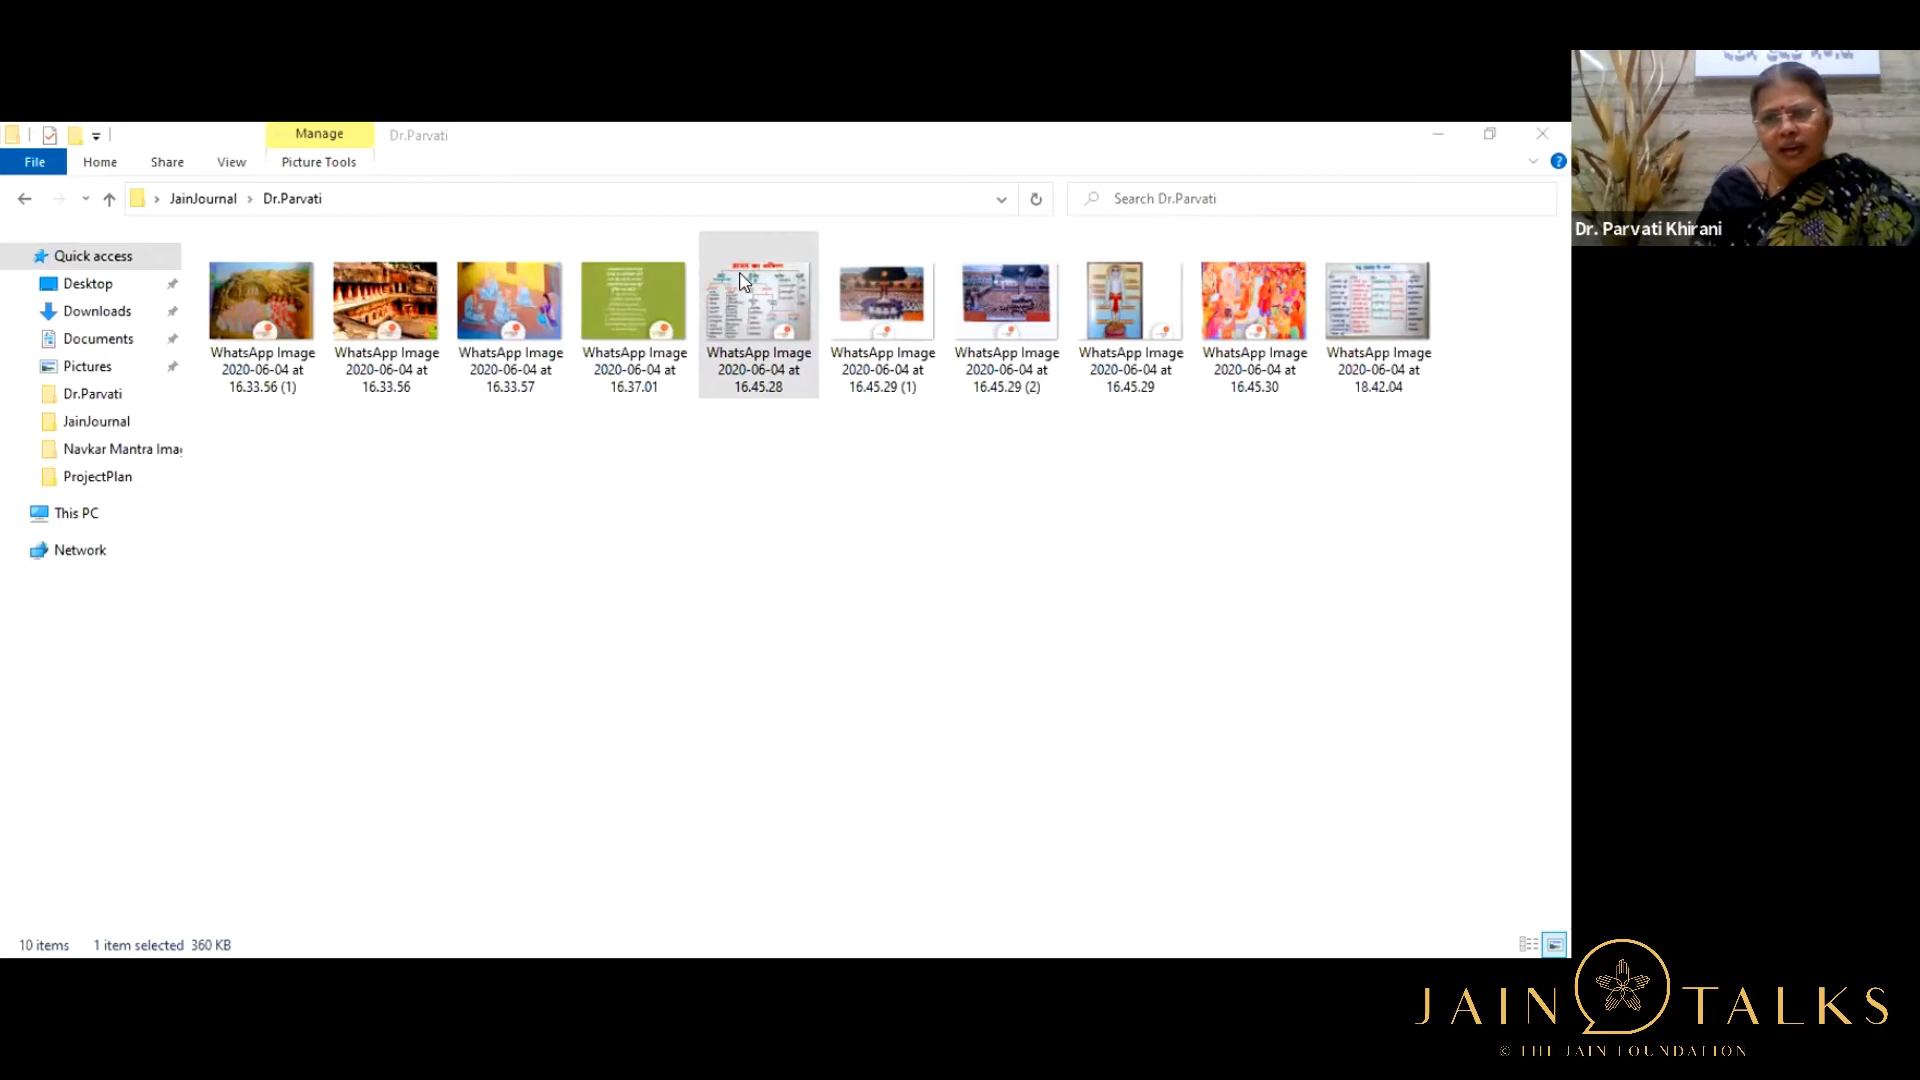 Manage
Dr.Parvati
File
Home
Share
View
Picture Tools
JainJournal
Dr.Parvati
Search Dr.Parvati
Quick access
Desktop
Downloads
Documents
Pictures
Dr.Parvati
JainJournal
Navkar Mantra Ima
ProjectPlan
This PC
Network
WhatsApp Image
2020-06-04 at
16.33.56 (1)
WhatsApp Image
2020-06-04 at
16.33.56
WhatsApp Image
2020-06-04 at
16.33.57
WhatsApp Image
2020-06-04 at
16.37.01
WhatsApp Image
2020-06-04 at
16.45.28
WhatsApp Image
2020-06-04 at
16.45.29 (1)
WhatsApp Image
2020-06-04 at
16.45.29 (2)
WhatsApp Image
2020-06-04 at
16.45.29
WhatsApp Image
2020-06-04 at
16.45.30
WhatsApp Image
2020-06-04 at
18.42.04
10 items
1 item selected 360 KB
Dr. Parvati Khirani
JAIN TALKS
© THE JAIN FOUNDATION